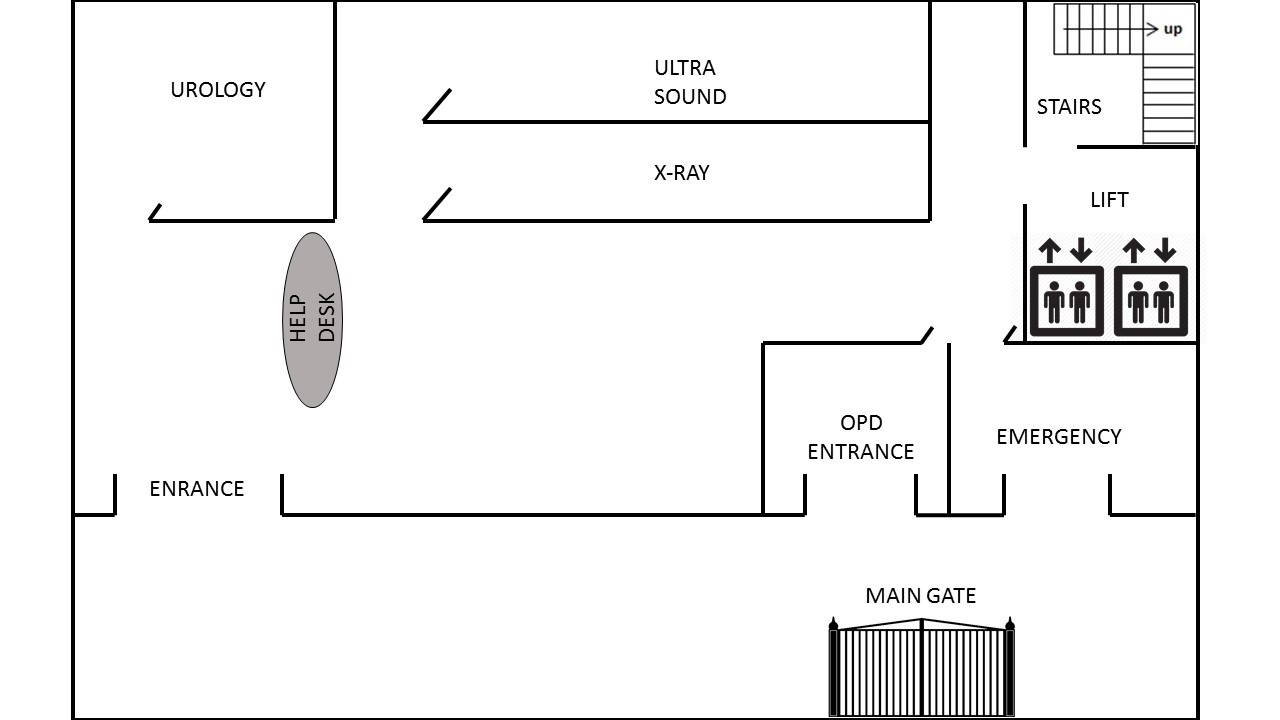 up
UROLOGY
ULTRA
SOUND
STAIRS
X-RAY
LIFT
HELP
DESK
OPD
ENTRANCE
EMERGENCY
ENRANCE
MAIN GATE